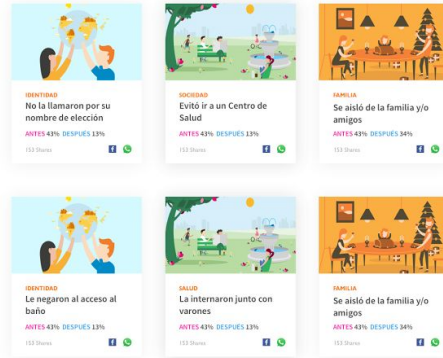 IDENTIDAD
No la llamaron por su
nombre de elección
ANTES 43% DESPUÉS 13%
153 Shares
SOCIEDAD
Evitó ir a un Centro de
Salud
ANTES 43% DESPUÉS 13%
153 Shares
FAMILIA
Se aisló de la familia y/o
amigos
ANTES 43% DESPUÉS 34%
153 Shares
IDENTIDAD
Le negaron al acceso al
baño
ANTES 43% DESPUÉS 13%
153 Shares
SALUD
La internaron junto con
varones
ANTES 43% DESPUÉS 13%
153 Shares
FAMILIA
Se aisló de la familia y/o
amigos
ANTES 43% DESPUÉS 34%
153 Shares